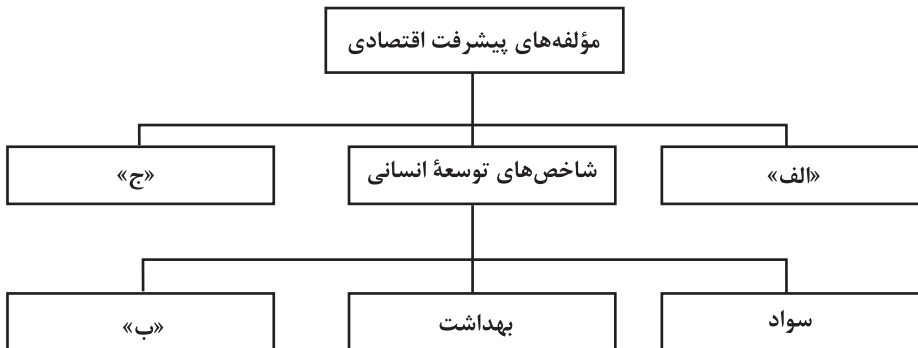 مؤلفه‌های پیشرفت اقتصادی
«الف»
شاخص‌های توسعهٔ انسانی
«ج»
سواد
بهداشت
«ب»